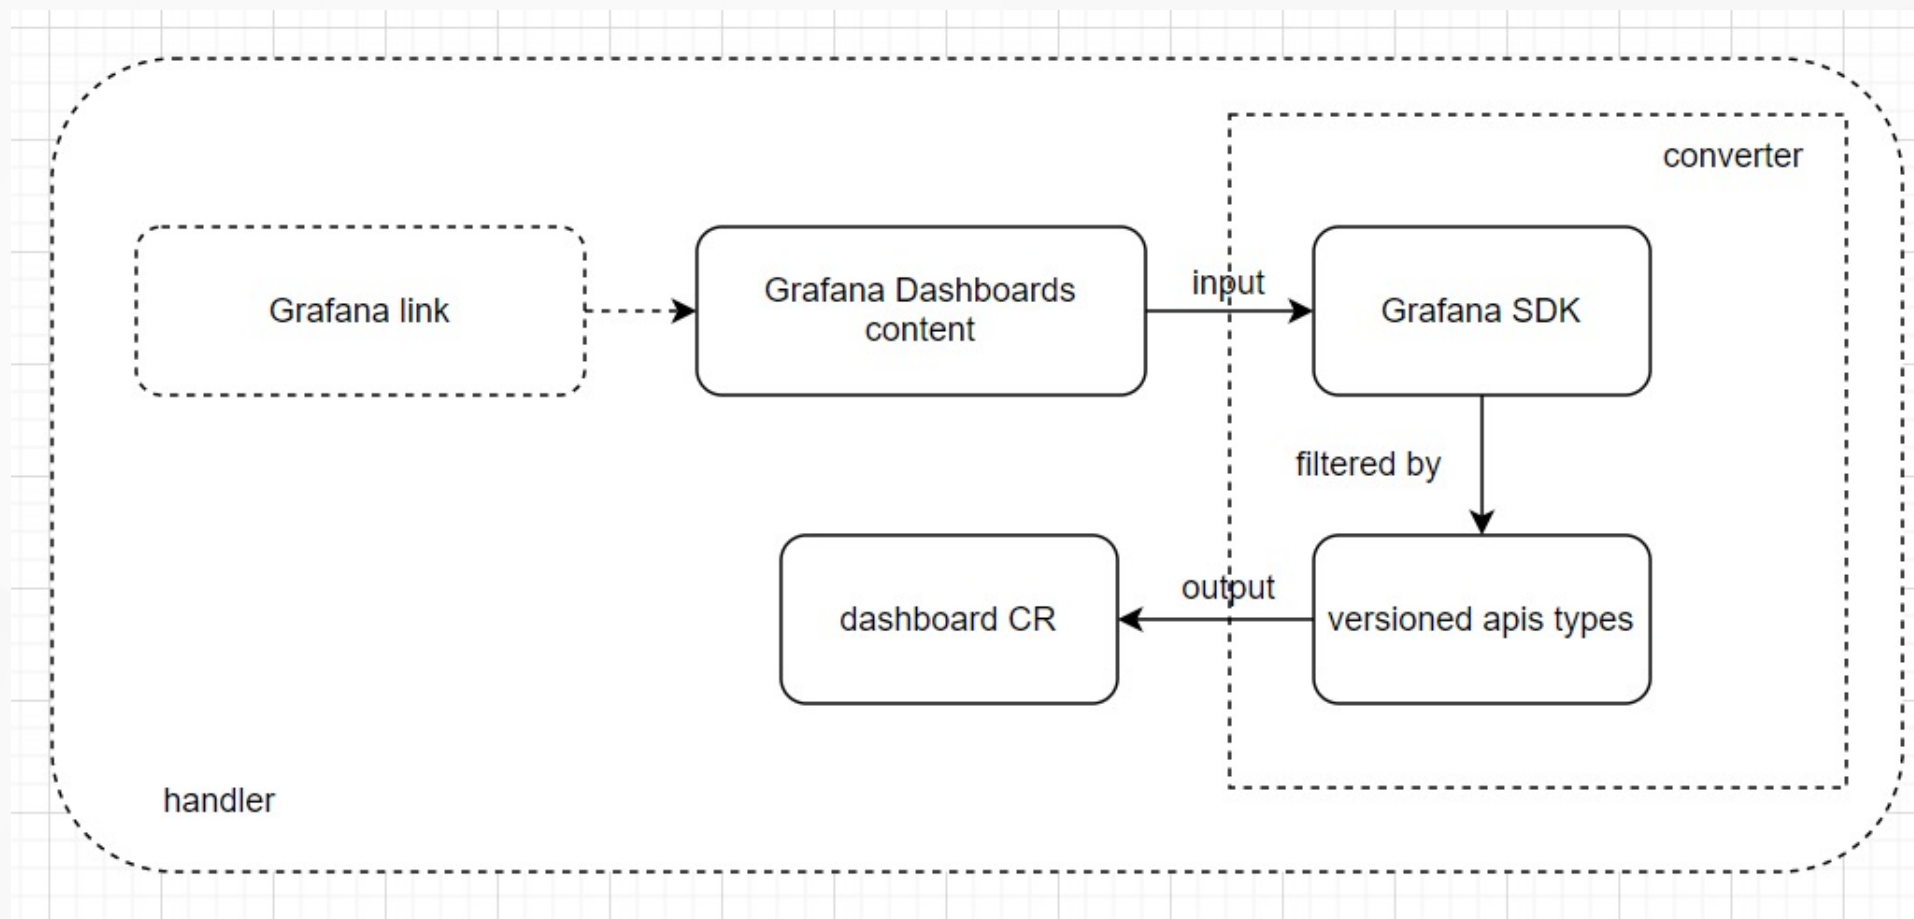 converter
Grafana link
Grafana Dashboards
content
input
Grafana SDK
filtered by
dashboard CR
output
versioned apis types
handler